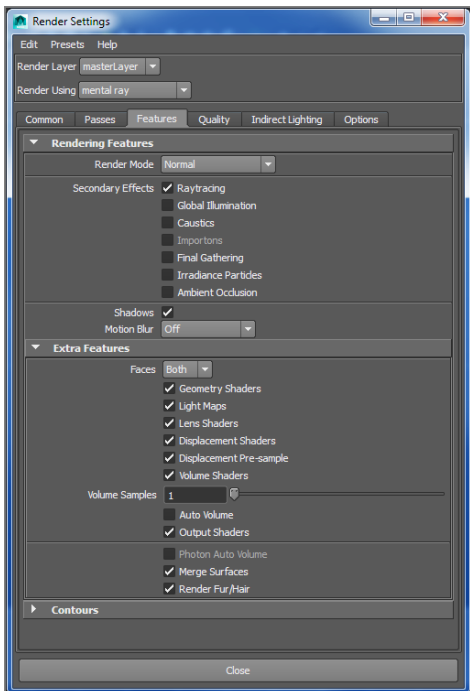 Render Settings
Edit Presets Help
Render Layer masterLayer
Render Using mental ray
Common Passes Features Quality Indirect Lighting Options
Rendering Features
Render Mode Normal
Secondary Effects Raytracing
Global Illumination
Caustics
Importons
Final Gathering
Irradiance Particles
Ambient Occlusion
Shadows
Motion Blur Off
Extra Features
Faces Both
Geometry Shaders
Light Maps
Lens Shaders
Displacement Shaders
Displacement Pre-sample
Volume Shaders
Volume Samples 1
Auto Volume
Output Shaders
Photon Auto Volume
Merge Surfaces
Render Fur/Hair
Contours
Close